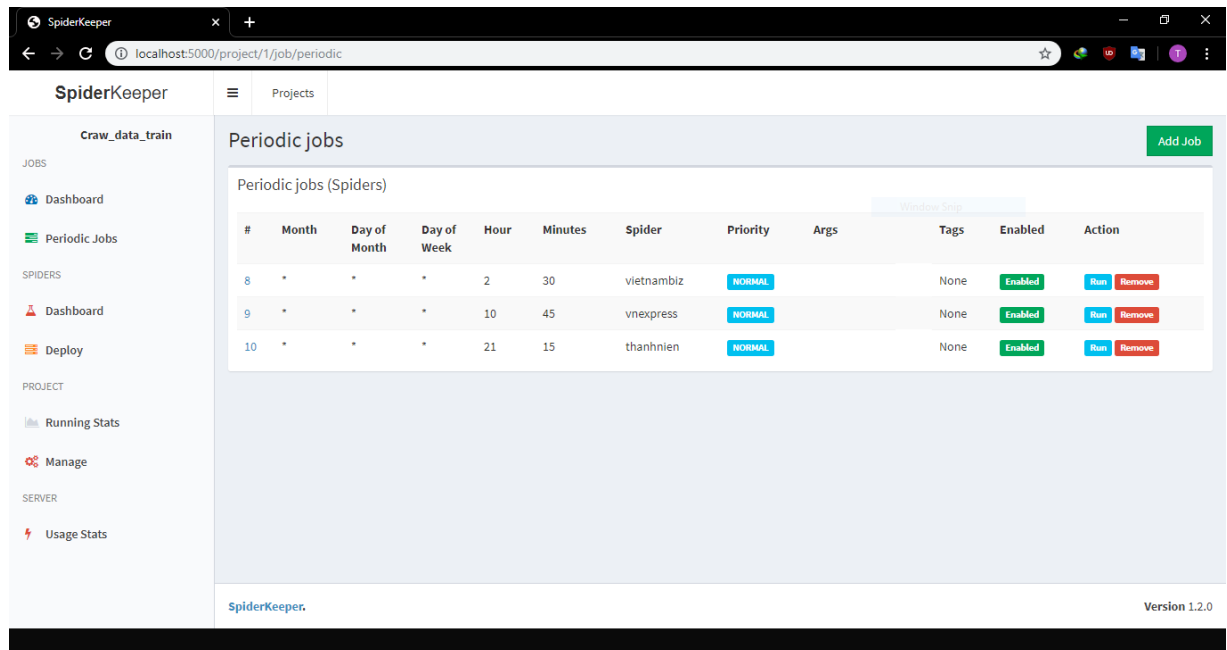 SpiderKeeper
localhost:5000/project/1/job/periodic
T
SpiderKeeper
Projects
Craw_data_train
JOBS
Dashboard
Periodic Jobs
SPIDERS
Dashboard
Deploy
PROJECT
Running Stats
Manage
SERVER
Usage Stats
Periodic jobs
Add Job
Periodic jobs (Spiders)
Window Snip
# Month Day of Month Day of Week Hour Minutes Spider Priority Args Tags Enabled Action
8 * * * 2 30 vietnambiz NORMAL None Enabled Run Remove
9 * * * 10 45 vnexpress NORMAL None Enabled Run Remove
10 * * * 21 15 thanhnien NORMAL None Enabled Run Remove
SpiderKeeper.
Version 1.2.0